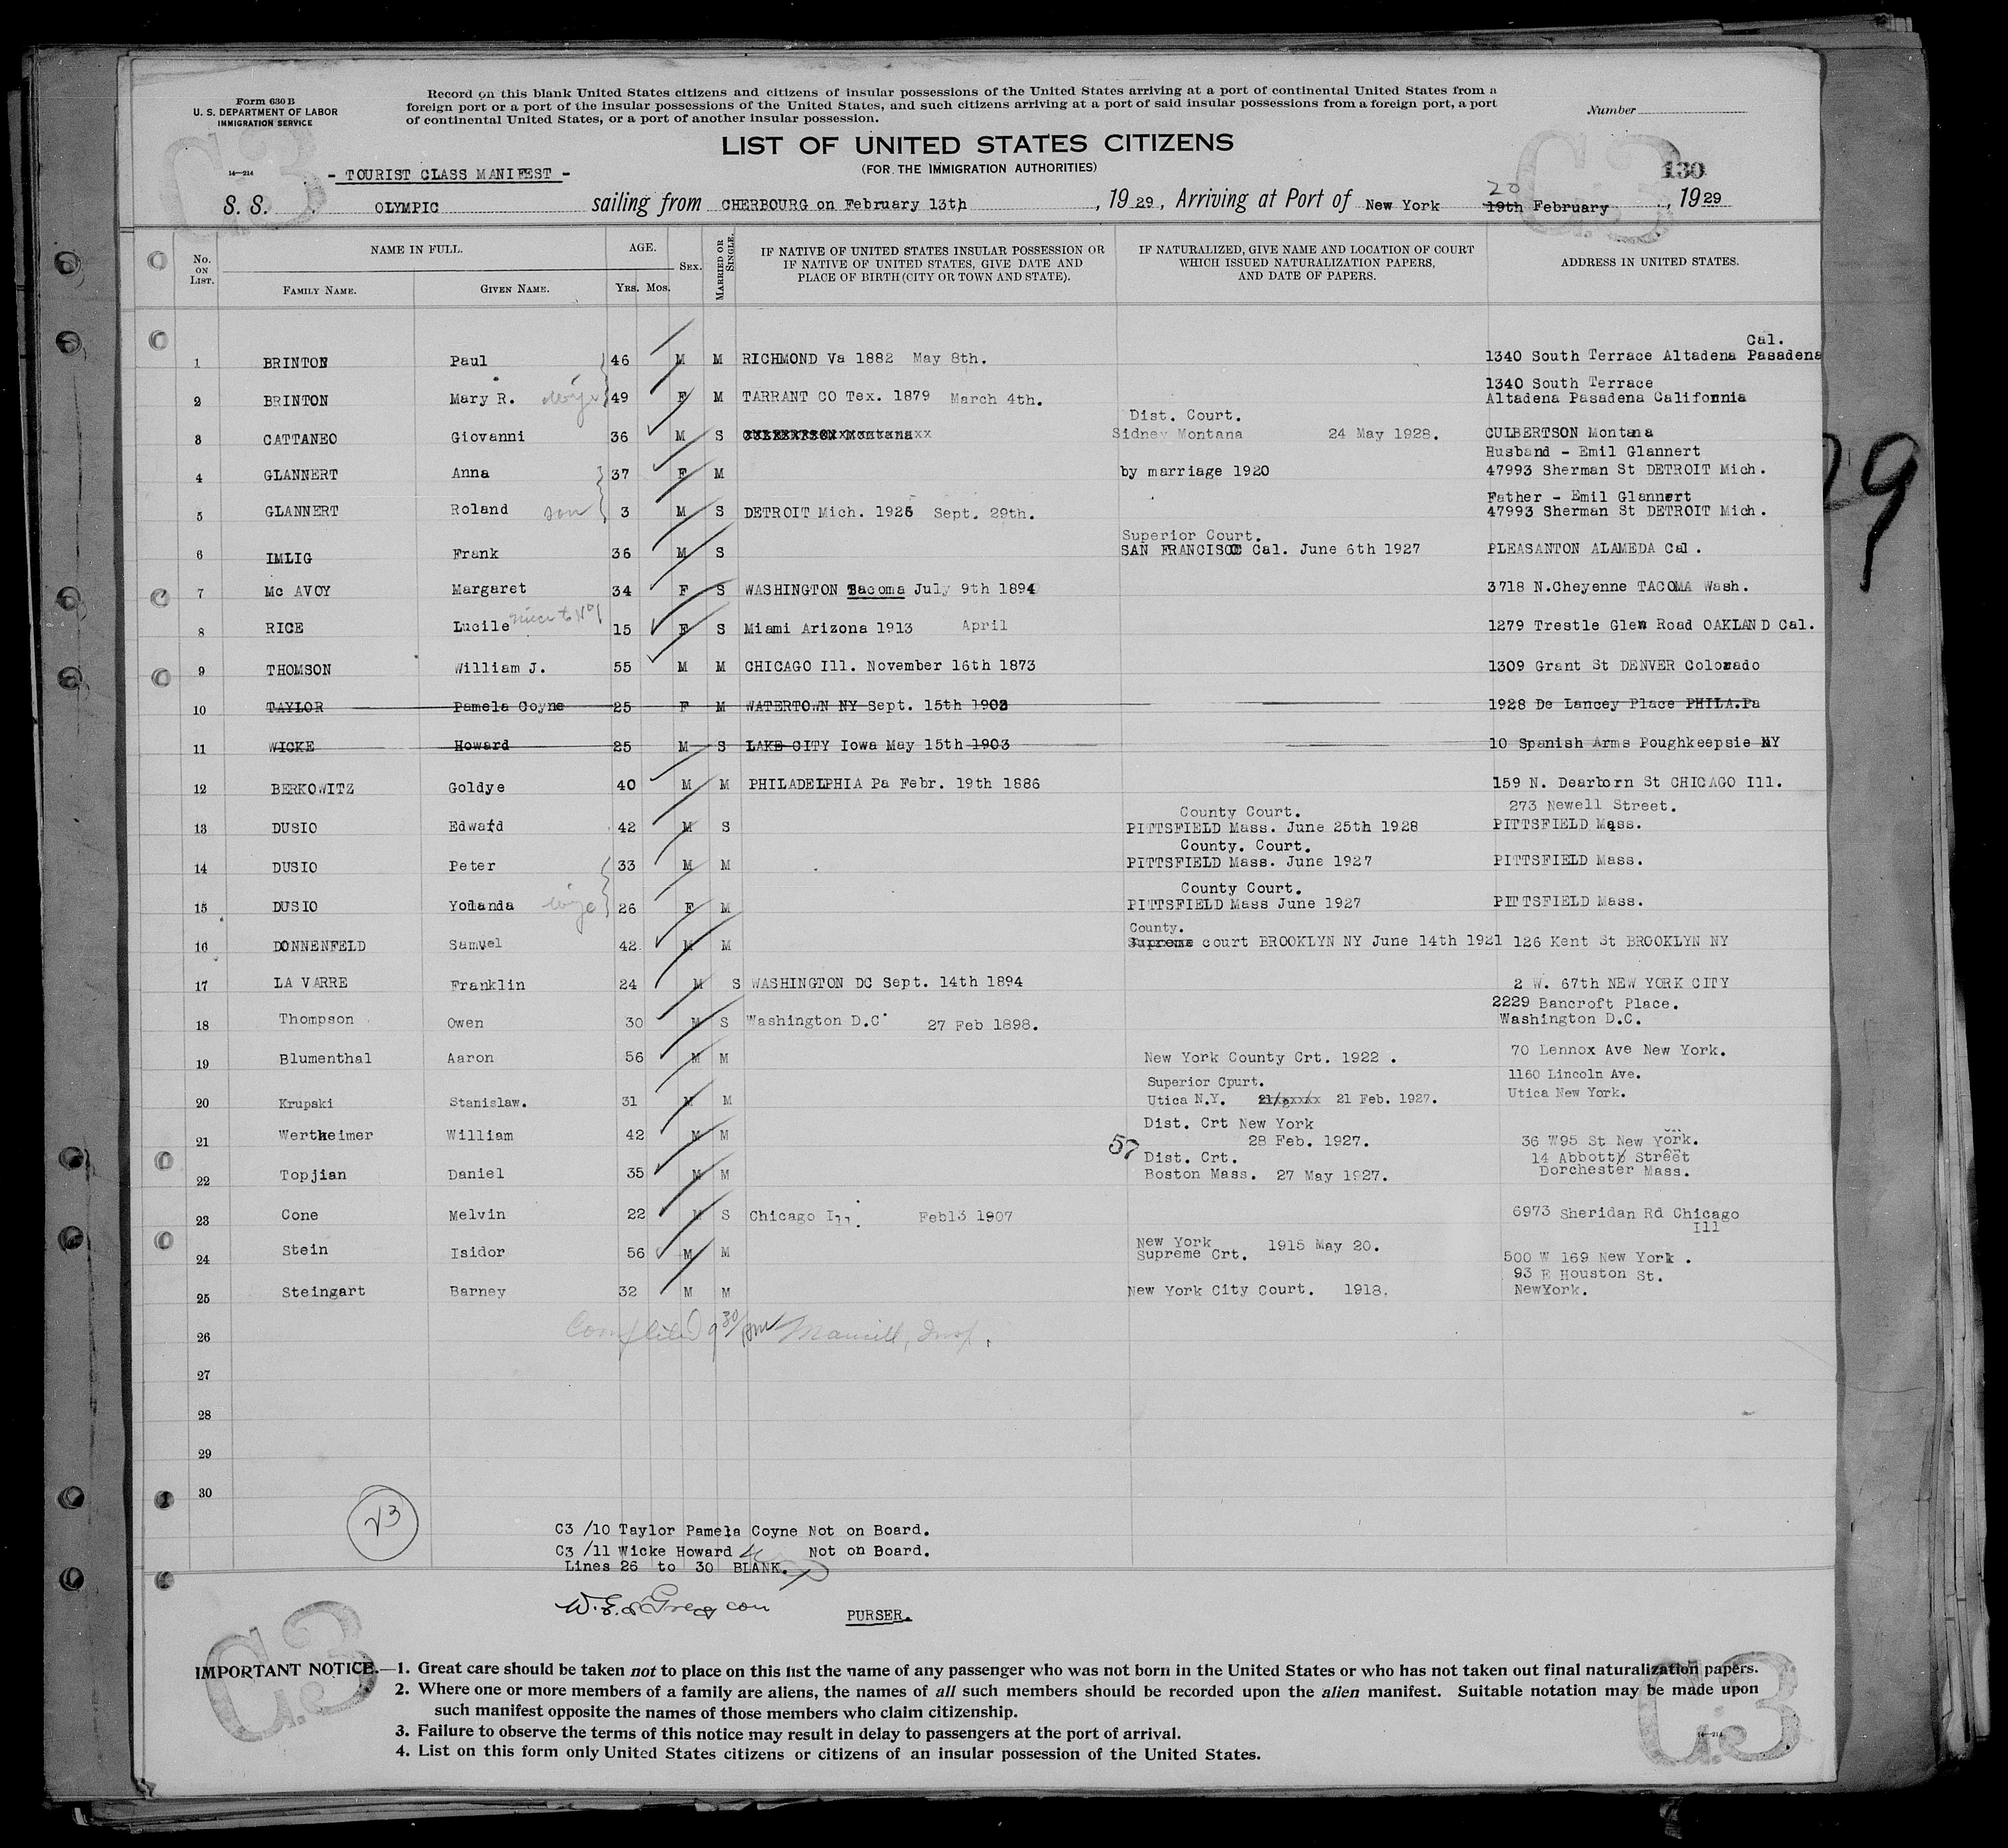 Form 630 B
U. S. DEPARTMENT OF LABOR
IMMIGRATION SERVICE
14—214
Record on this blank United States citizens and citizens of insular possessions of the United States arriving at a port of continental United States from a
foreign port or a port of the insular possessions of the United States, and such citizens arriving at a port of said insular possessions from a foreign port, a port
of continental United States, or a port of another insular possession.
Number
LIST OF UNITED STATES CITIZENS
(FOR THE IMMIGRATION AUTHORITIES)
C3
C3
130
- TOURIST CLASS MANIFEST -
20
S. S. OLYMPIC sailing from CHERBOURG on February 13th , 19 29 , Arriving at Port of New York 19th February , 19 29
No. ON LIST. NAME IN FULL. AGE. SEX. MARRIED OR SINGLE. IF NATIVE OF UNITED STATES INSULAR POSSESSION OR IF NATIVE OF UNITED STATES, GIVE DATE AND PLACE OF BIRTH (CITY OR TOWN AND STATE). IF NATURALIZED, GIVE NAME AND LOCATION OF COURT WHICH ISSUED NATURALIZATION PAPERS, AND DATE OF PAPERS. ADDRESS IN UNITED STATES.
FAMILY NAME. GIVEN NAME. YRS. MOS.
Cal.
1 BRINTON Paul 46 M M RICHMOND Va 1882 May 8th. 1340 South Terrace Altadena Pasadena
1340 South Terrace
2 BRINTON Mary R. wife 49 F M TARRANT CO Tex. 1879 March 4th. Altadena Pasadena California
Dist. Court.
3 CATTANEO Giovanni 36 M S CULBERTSON Montana Sidney Montana 24 May 1928. CULBERTSON Montana
Husband - Emil Glannert
4 GLANNERT Anna 37 F M by marriage 1920 47993 Sherman St DETROIT Mich.
Father - Emil Glannert
5 GLANNERT Roland son 3 M S DETROIT Mich. 1925 Sept. 29th. 47993 Sherman St DETROIT Mich.
Superior Court.
6 IMLIG Frank 36 M S SAN FRANCISCO Cal. June 6th 1927 PLEASANTON ALAMEDA Cal .
7 Mc AVOY Margaret 34 F S WASHINGTON Tacoma July 9th 1894 3718 N.Cheyenne TACOMA Wash.
8 RICE Lucile niece to No 1 15 F S Miami Arizona 1913 April 1279 Trestle Glen Road OAKLAND Cal.
9 THOMSON William J. 55 M M CHICAGO Ill. November 16th 1873 1309 Grant St DENVER Colorado
10 TAYLOR Pamela Coyne 25 F M WATERTOWN NY Sept. 15th 1903 1928 De Lancey Place PHILA.Pa
11 WICKE Howard 25 M S LAKE CITY Iowa May 15th 1903 10 Spanish Arms Poughkeepsie NY
12 BERKOWITZ Goldye 40 M M PHILADELPHIA Pa Febr. 19th 1886 159 N. Dearborn St CHICAGO Ill.
County Court. 273 Newell Street.
13 DUSIO Edward 42 M S PITTSFIELD Mass. June 25th 1928 PITTSFIELD Mass.
County. Court.
14 DUSIO Peter 33 M M PITTSFIELD Mass. June 1927 PITTSFIELD Mass.
County Court.
15 DUSIO Yolanda wife 26 F M PITTSFIELD Mass June 1927 PITTSFIELD Mass.
County.
16 DONNENFELD Samuel 42 M M Supreme court BROOKLYN NY June 14th 1921 126 Kent St BROOKLYN NY
17 LA VARRE Franklin 24 M S WASHINGTON DC Sept. 14th 1894 2 W. 67th NEW YORK CITY
2229 Bancroft Place.
18 Thompson Owen 30 M S Washington D.C. 27 Feb 1898. Washington D.C.
19 Blumenthal Aaron 56 M M New York County Crt. 1922 . 70 Lennox Ave New York.
Superior Cpurt. 1160 Lincoln Ave.
20 Krupski Stanislaw. 31 M M Utica N.Y. 21 Feb. 1927. Utica New York.
Dist. Crt New York
21 Wertheimer William 42 M M 28 Feb. 1927. 36 W95 St New York.
57 Dist. Crt. 14 Abbott Street
22 Topjian Daniel 35 M M Boston Mass. 27 May 1927. Dorchester Mass.
23 Cone Melvin 22 M S Chicago Ill. Feb13 1907 6973 Sheridan Rd Chicago
Ill
24 Stein Isidor 56 M M New York Supreme Crt. 1915 May 20. 500 W 169 New York .
93 E Houston St.
25 Steingart Barney 32 M M New York City Court. 1918. NewYork.
26 Completed 9 30/ Insp.
27
28
29
30
23
C3 /10 Taylor Pamela Coyne Not on Board.
C3 /11 Wicke Howard Not on Board.
Lines 26 to 30 BLANK.
PURSER.
C3
C3
IMPORTANT NOTICE.—1. Great care should be taken not to place on this list the name of any passenger who was not born in the United States or who has not taken out final naturalization papers.
2. Where one or more members of a family are aliens, the names of all such members should be recorded upon the alien manifest. Suitable notation may be made upon
such manifest opposite the names of those members who claim citizenship.
3. Failure to observe the terms of this notice may result in delay to passengers at the port of arrival.
4. List on this form only United States citizens or citizens of an insular possession of the United States.
14—214